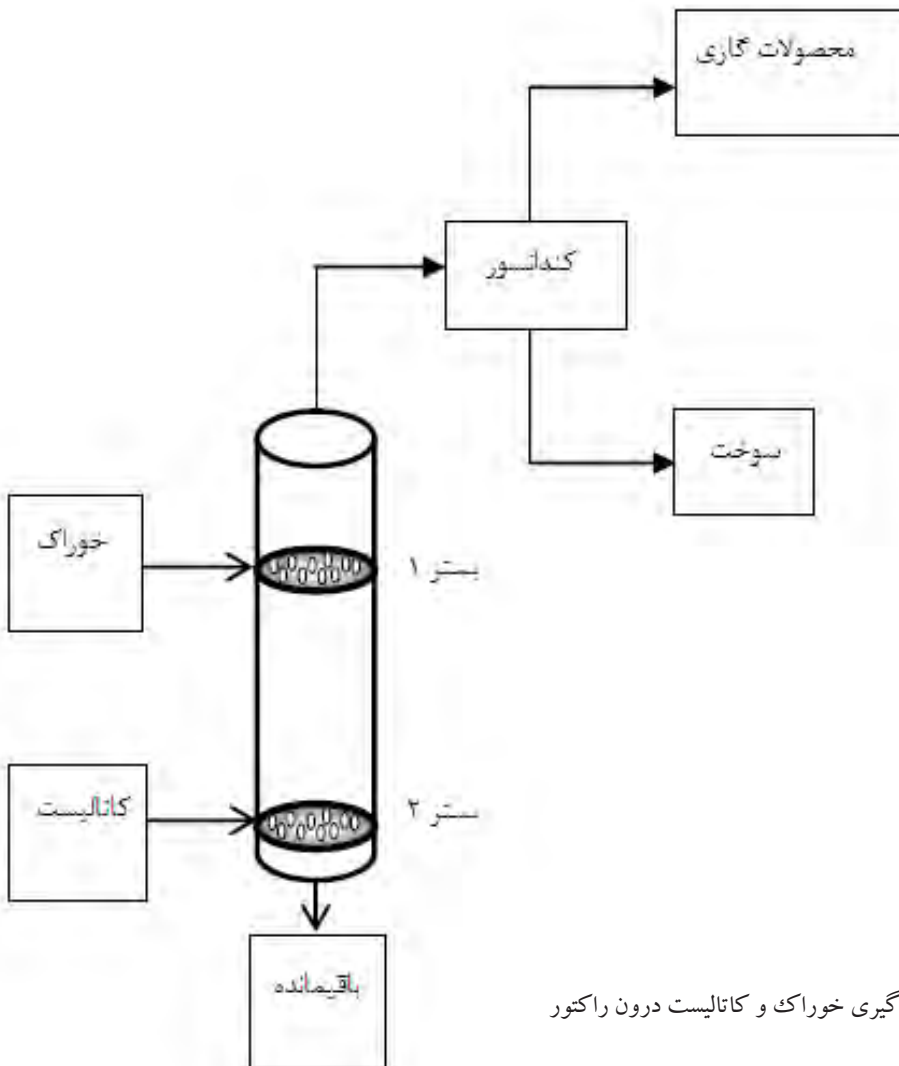 محصولات گازی
کندانسور
سوخت
خوراک
بستر ۱
کاتالیست
بستر ۲
باقیمانده
گیری خوراک و کاتالیست درون راکتور